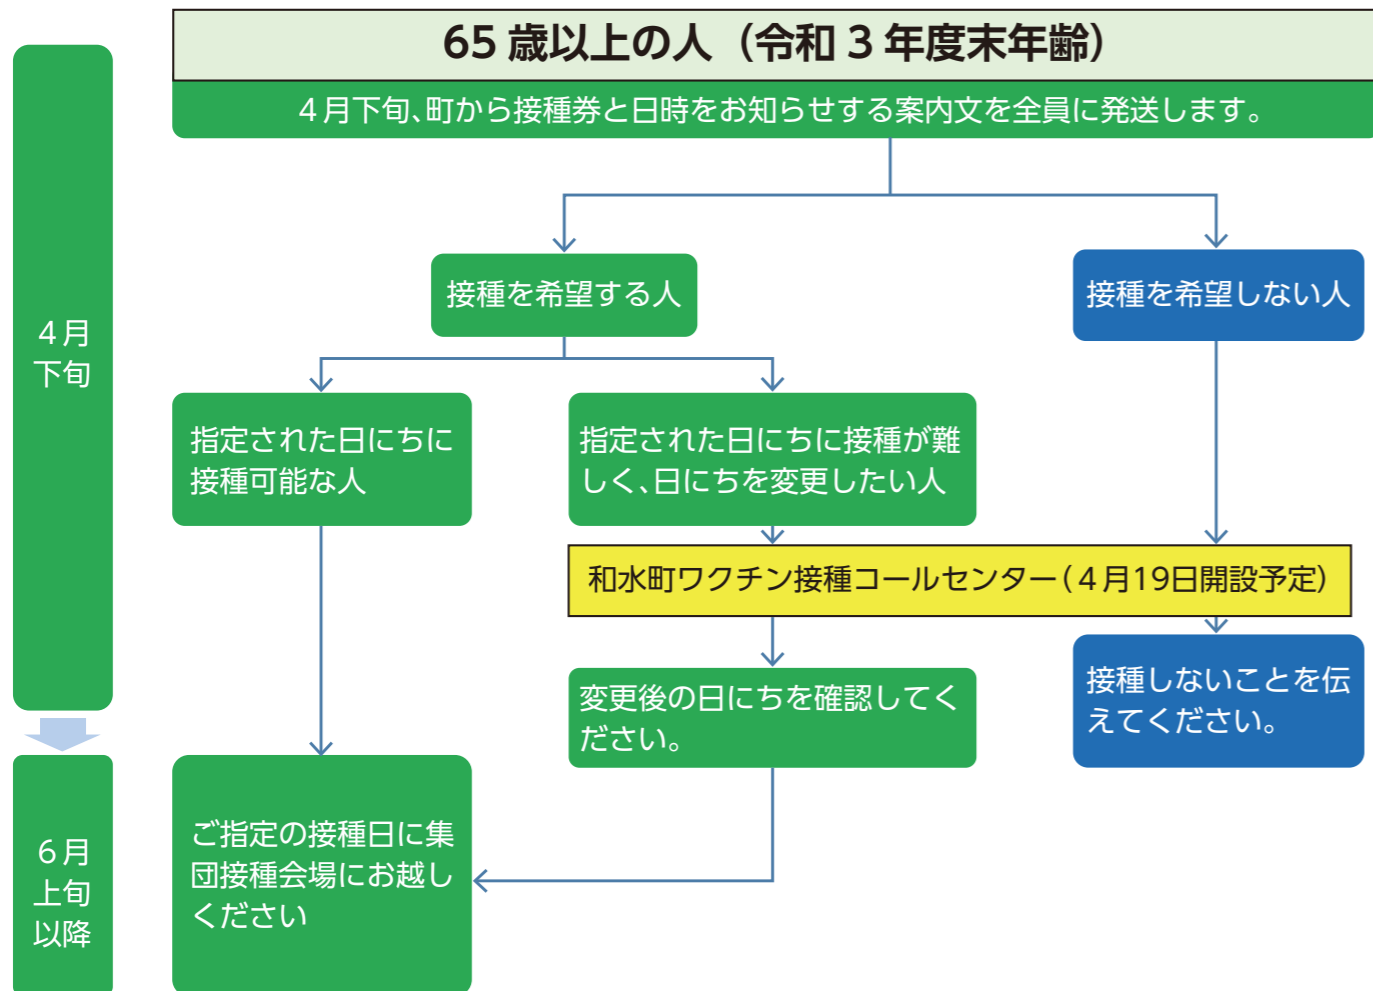 65歳以上の人（令和３年度末年齢）
４月下旬、町から接種券と日時をお知らせする案内文を全員に発送します。
４月
下旬
接種を希望する人
接種を希望しない人
指定された日にちに
接種可能な人
指定された日にちに接種が難
しく、日にちを変更したい人
和水町ワクチン接種コールセンター（４月19日開設予定）
変更後の日にちを確認してく
ださい。
接種しないことを伝
えてください。
６月
上旬
以降
ご指定の接種日に集
団接種会場にお越し
ください